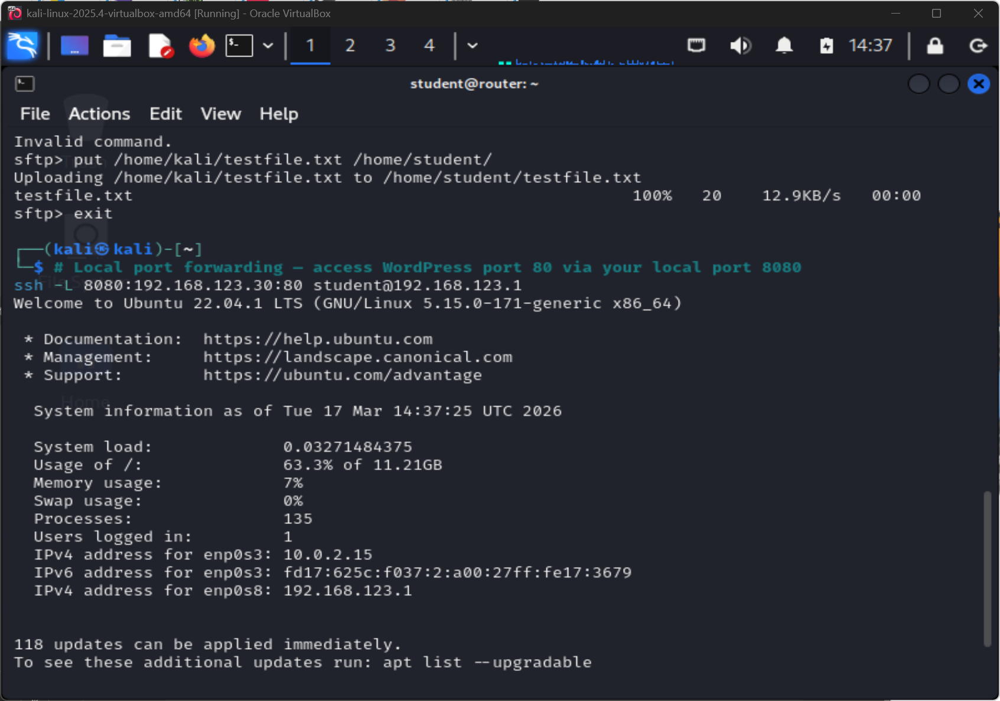 kali-linux-2025.4-virtualbox-amd64 [Running] - Oracle VirtualBox
1 2 3 4 14:37
student@router: ~
File Actions Edit View Help
Invalid command.
sftp> put /home/kali/testfile.txt /home/student/
Uploading /home/kali/testfile.txt to /home/student/testfile.txt
testfile.txt 100% 20 12.9KB/s 00:00
sftp> exit
┌──(kali㉿kali)-[~]
└─$ # Local port forwarding — access WordPress port 80 via your local port 8080
ssh -L 8080:192.168.123.30:80 student@192.168.123.1
Welcome to Ubuntu 22.04.1 LTS (GNU/Linux 5.15.0-171-generic x86_64)
* Documentation: https://help.ubuntu.com
* Management: https://landscape.canonical.com
* Support: https://ubuntu.com/advantage
Home
System information as of Tue 17 Mar 14:37:25 UTC 2026
System load: 0.03271484375
Usage of /: 63.3% of 11.21GB
Memory usage: 7%
Swap usage: 0%
Processes: 135
Users logged in: 1
IPv4 address for enp0s3: 10.0.2.15
IPv6 address for enp0s3: fd17:625c:f037:2:a00:27ff:fe17:3679
IPv4 address for enp0s8: 192.168.123.1
118 updates can be applied immediately.
To see these additional updates run: apt list --upgradable